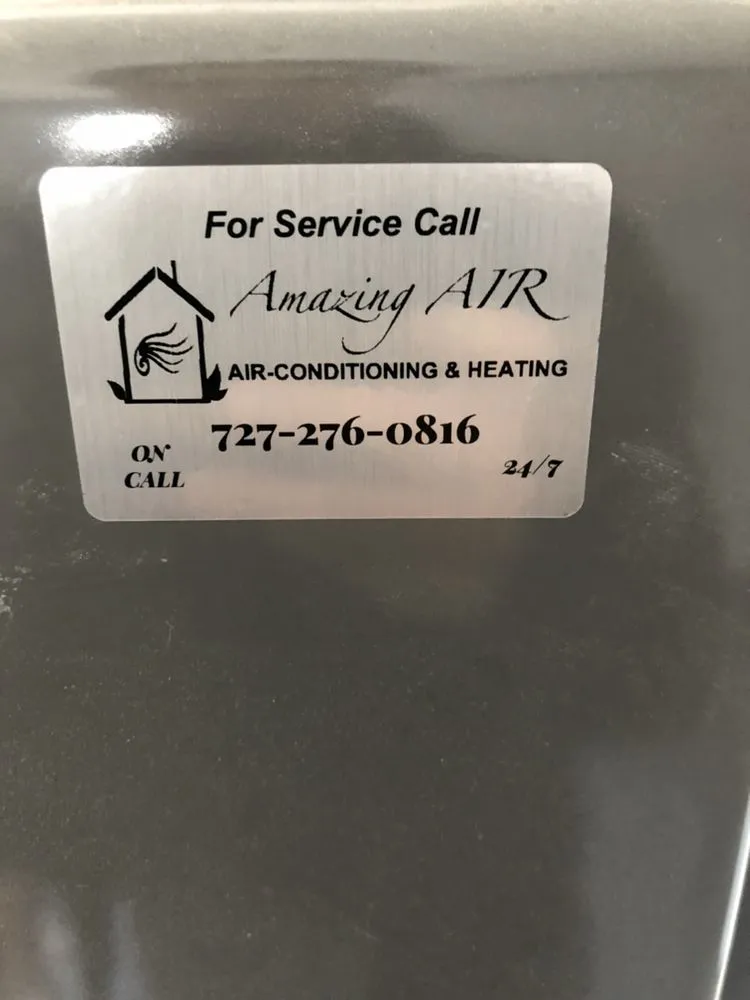 For Service Call
Amazing AIR
AIR-CONDITIONING & HEATING
727-276-0816
ON
CALL
24/7